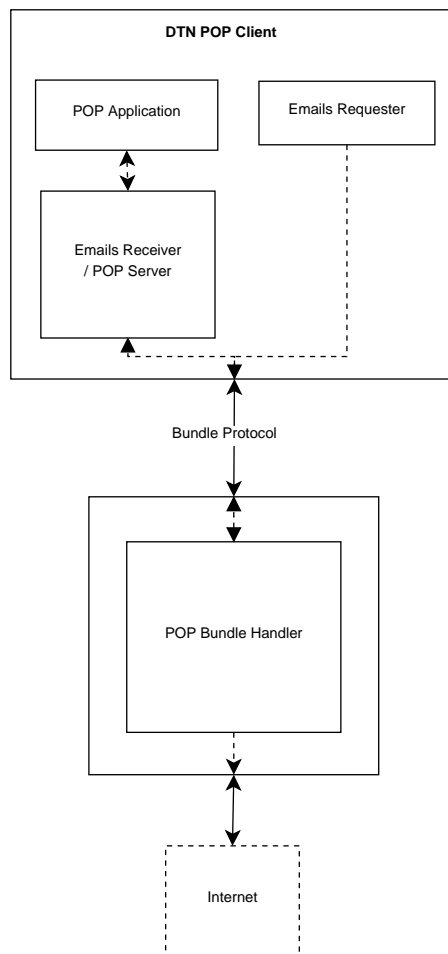 DTN POP Client
POP Application
Emails Requester
Emails Receiver
/ POP Server
Bundle Protocol
POP Bundle Handler
Internet